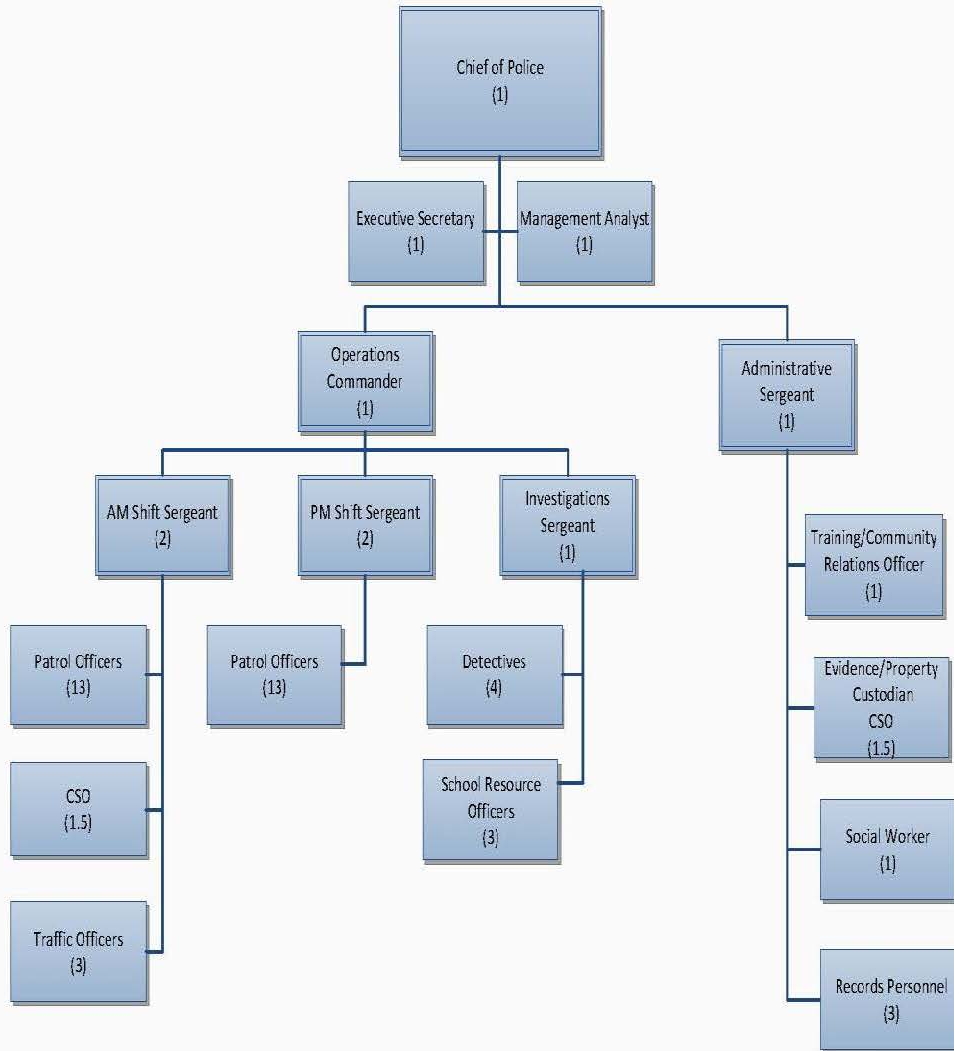 Chief of Police
(1)
Executive Secretary
(1)
Management Analyst
(1)
Operations
Commander
(1)
Administrative
Sergeant
(1)
AM Shift Sergeant
(2)
PM Shift Sergeant
(2)
Investigations
Sergeant
(1)
Training/Community
Relations Officer
(1)
Patrol Officers
(13)
Patrol Officers
(13)
Detectives
(4)
Evidence/Property
Custodian
CSO
(1.5)
CSO
(1.5)
School Resource
Officers
(3)
Social Worker
(1)
Traffic Officers
(3)
Records Personnel
(3)